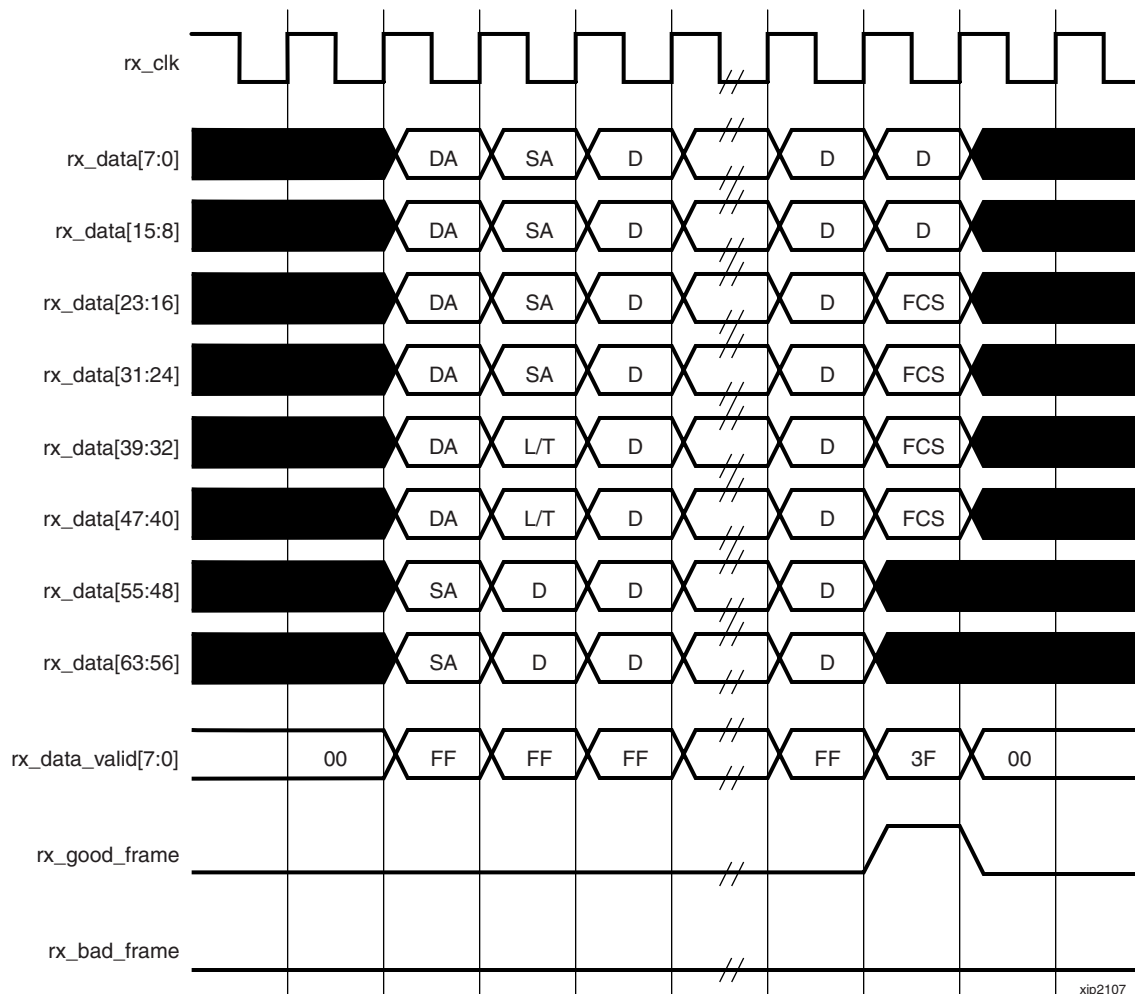 rx_clk
rx_data[7:0] DA SA D D D
rx_data[15:8] DA SA D D D
rx_data[23:16] DA SA D D FCS
rx_data[31:24] DA SA D D FCS
rx_data[39:32] DA L/T D D FCS
rx_data[47:40] DA L/T D D FCS
rx_data[55:48] SA D D D
rx_data[63:56] SA D D D
rx_data_valid[7:0] 00 FF FF FF FF 3F 00
rx_good_frame
rx_bad_frame
xip2107